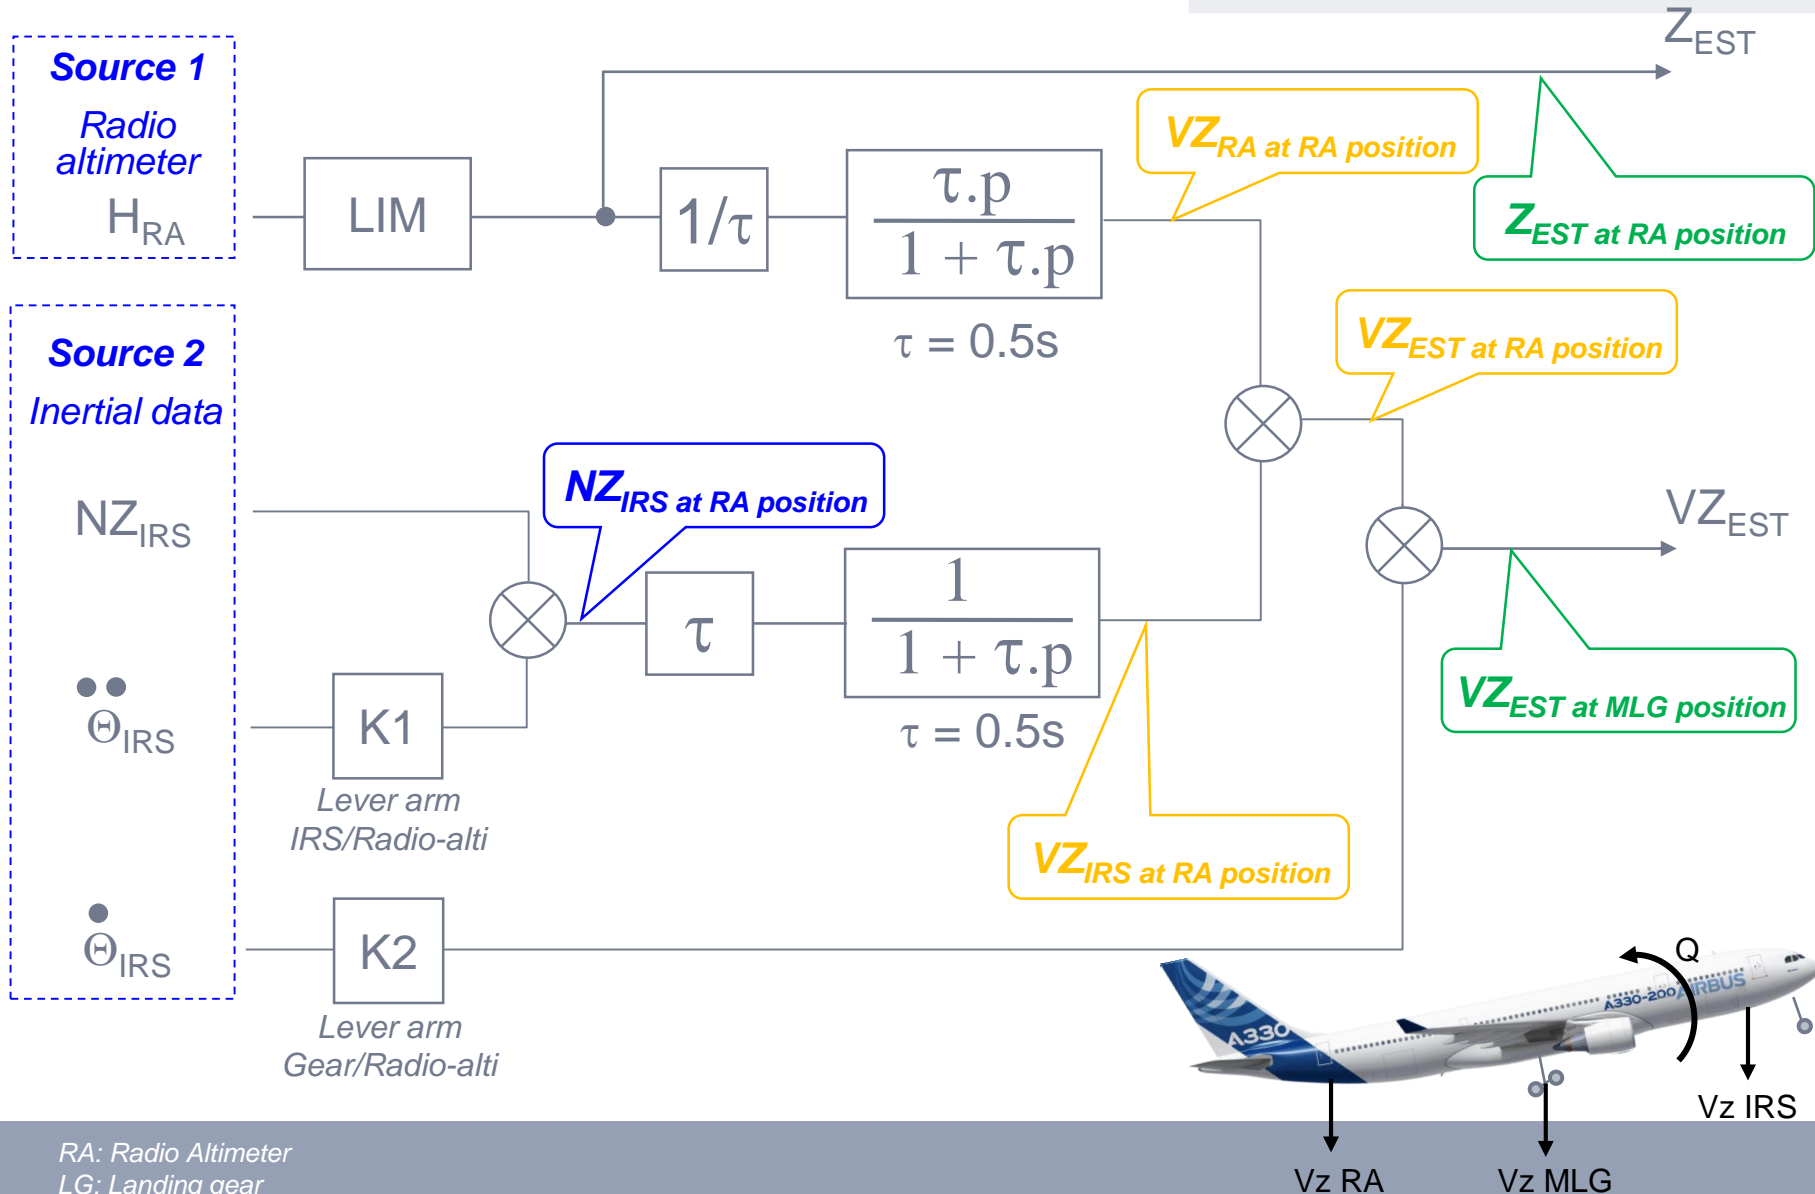 Z_EST
Source 1
Radio
altimeter
H_RA
LIM
1/τ
τ.p
1 + τ.p
τ = 0.5s
VZ_RA at RA position
Z_EST at RA position
VZ_EST at RA position
Source 2
Inertial data
NZ_IRS
NZ_IRS at RA position
τ
1
1 + τ.p
τ = 0.5s
VZ_EST
VZ_EST at MLG position
Θ̈_IRS
K1
Lever arm
IRS/Radio-alti
VZ_IRS at RA position
Θ̇_IRS
K2
Lever arm
Gear/Radio-alti
Q
A330-200 AIRBUS
A330
Vz IRS
Vz RA
Vz MLG
RA: Radio Altimeter
LG: Landing gear